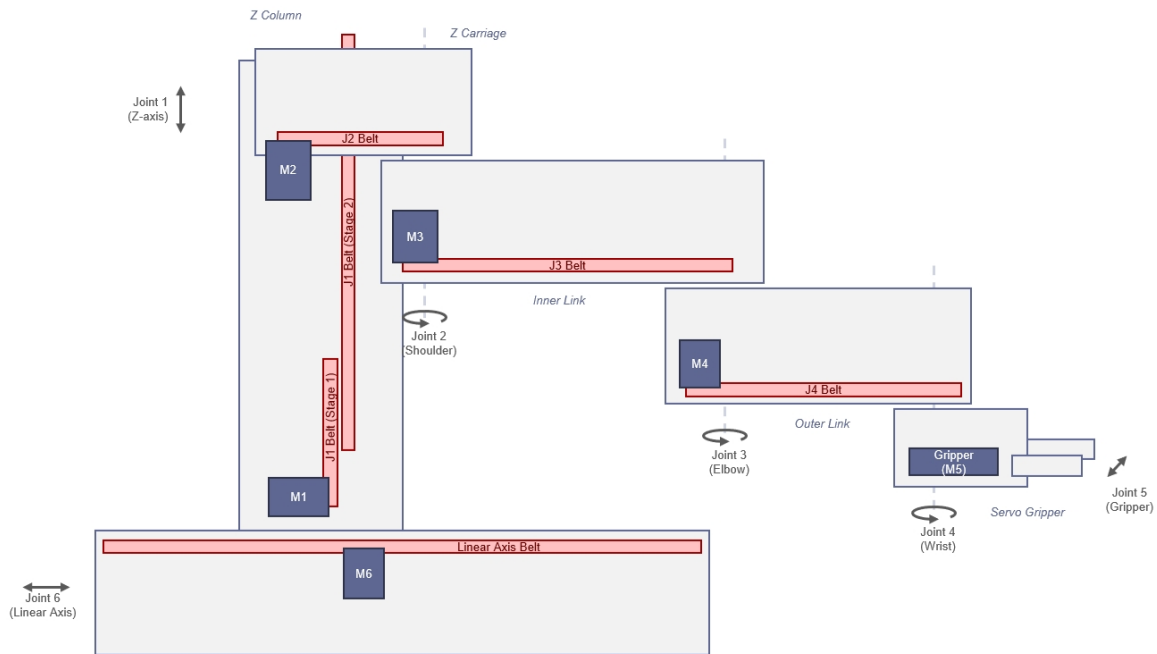 Z Column
Z Carriage
Joint 1
(Z-axis)
J2 Belt
M2
J1 Belt (Stage 2)
M3
J3 Belt
Inner Link
Joint 2
(Shoulder)
M4
J4 Belt
J1 Belt (Stage 1)
Outer Link
Joint 3
(Elbow)
Gripper
(M5)
Joint 5
(Gripper)
M1
Servo Gripper
Joint 4
(Wrist)
Linear Axis Belt
M6
Joint 6
(Linear Axis)